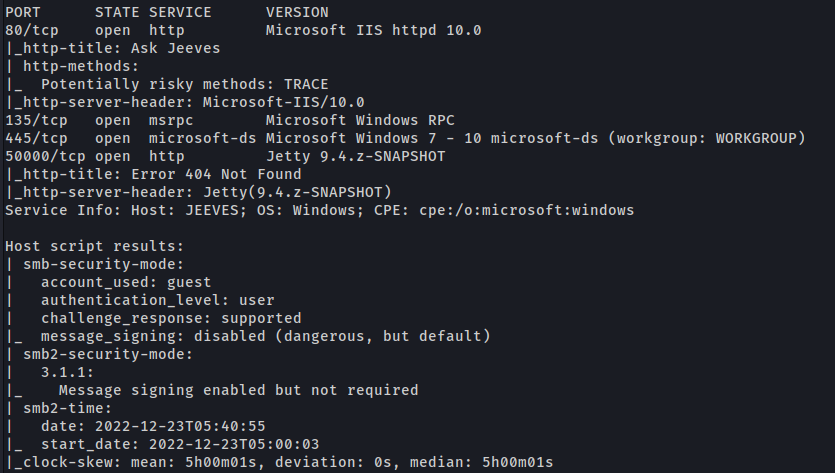 PORT      STATE SERVICE      VERSION
80/tcp    open  http         Microsoft IIS httpd 10.0
|_http-title: Ask Jeeves
| http-methods:
|_  Potentially risky methods: TRACE
|_http-server-header: Microsoft-IIS/10.0
135/tcp   open  msrpc        Microsoft Windows RPC
445/tcp   open  microsoft-ds Microsoft Windows 7 - 10 microsoft-ds (workgroup: WORKGROUP)
50000/tcp open  http         Jetty 9.4.z-SNAPSHOT
|_http-title: Error 404 Not Found
|_http-server-header: Jetty(9.4.z-SNAPSHOT)
Service Info: Host: JEEVES; OS: Windows; CPE: cpe:/o:microsoft:windows

Host script results:
| smb-security-mode:
|   account_used: guest
|   authentication_level: user
|   challenge_response: supported
|_  message_signing: disabled (dangerous, but default)
| smb2-security-mode:
|   3.1.1:
|_    Message signing enabled but not required
| smb2-time:
|   date: 2022-12-23T05:40:55
|_  start_date: 2022-12-23T05:00:03
|_clock-skew: mean: 5h00m01s, deviation: 0s, median: 5h00m01s